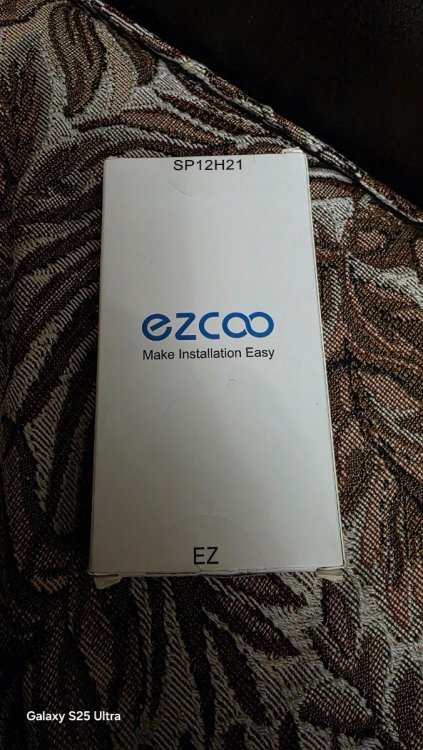 SP12H21
ezcoo
Make Installation Easy
EZ
Galaxy S25 Ultra